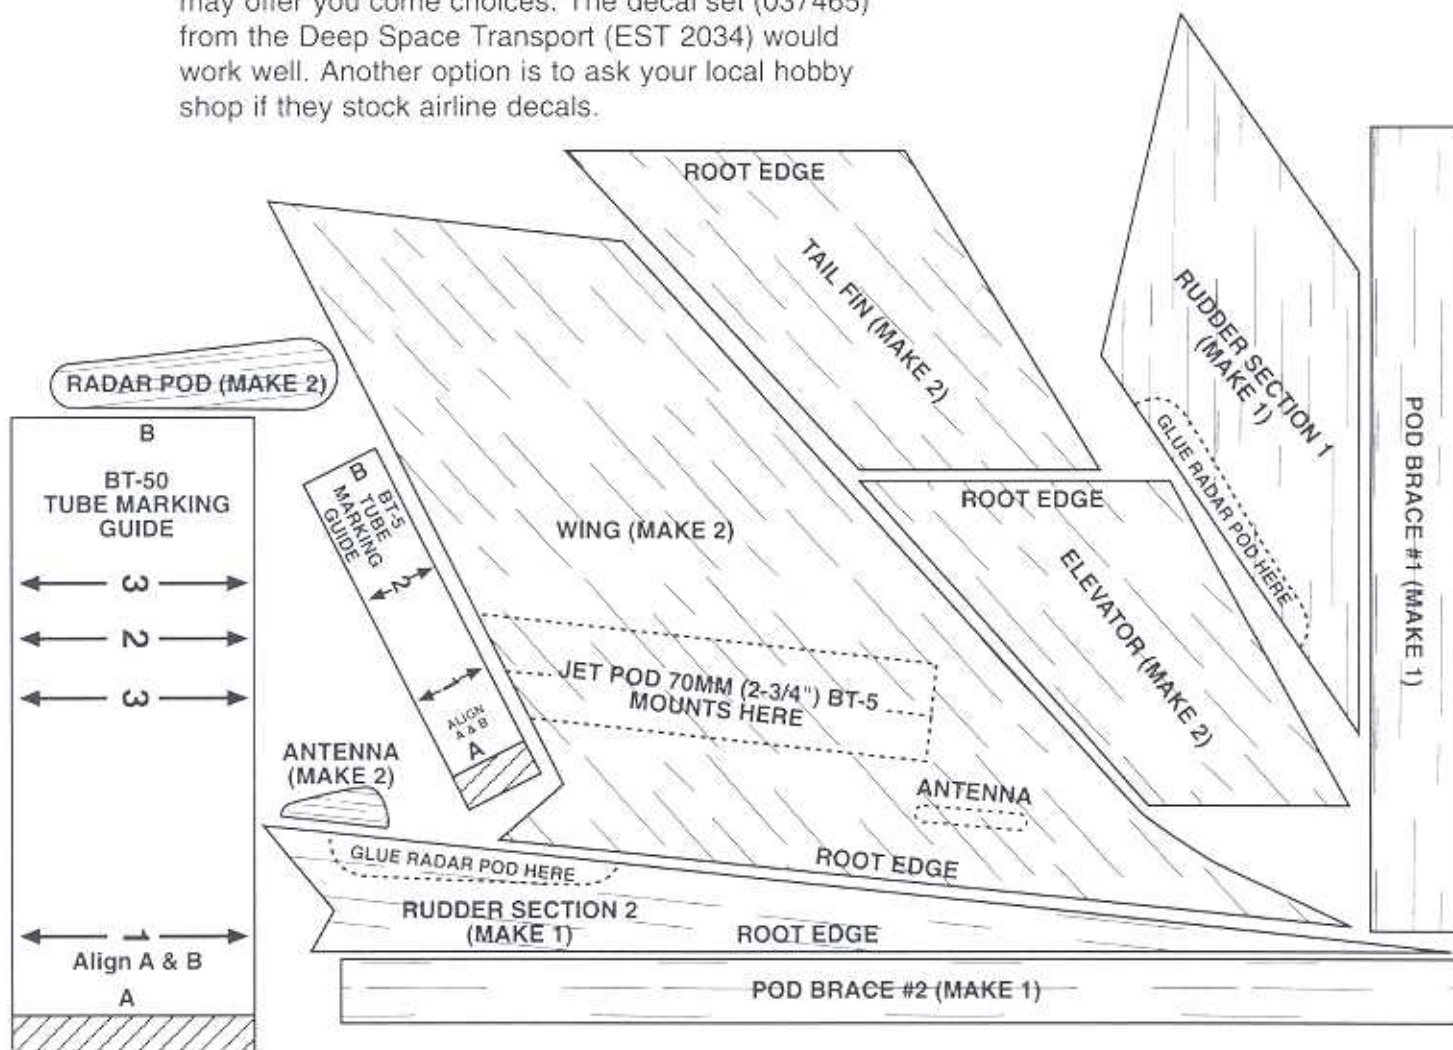 may offer you come choices. The decal set (037465)
from the Deep Space Transport (EST 2034) would
work well. Another option is to ask your local hobby
shop if they stock airline decals.
ROOT EDGE
TAIL FIN (MAKE 2)
RUDDER SECTION 1
(MAKE 1)
GLUE RADAR POD HERE
POD BRACE #1 (MAKE 1)
RADAR POD (MAKE 2)
B
BT-50
TUBE MARKING
GUIDE
3
2
3
1
Align A & B
A
B
BT-5
TUBE
MARKING
GUIDE
2
1
ALIGN
A & B
A
WING (MAKE 2)
JET POD 70MM (2-3/4") BT-5
MOUNTS HERE
ANTENNA
ROOT EDGE
ROOT EDGE
ELEVATOR (MAKE 2)
ANTENNA
(MAKE 2)
GLUE RADAR POD HERE
RUDDER SECTION 2
(MAKE 1)
ROOT EDGE
POD BRACE #2 (MAKE 1)